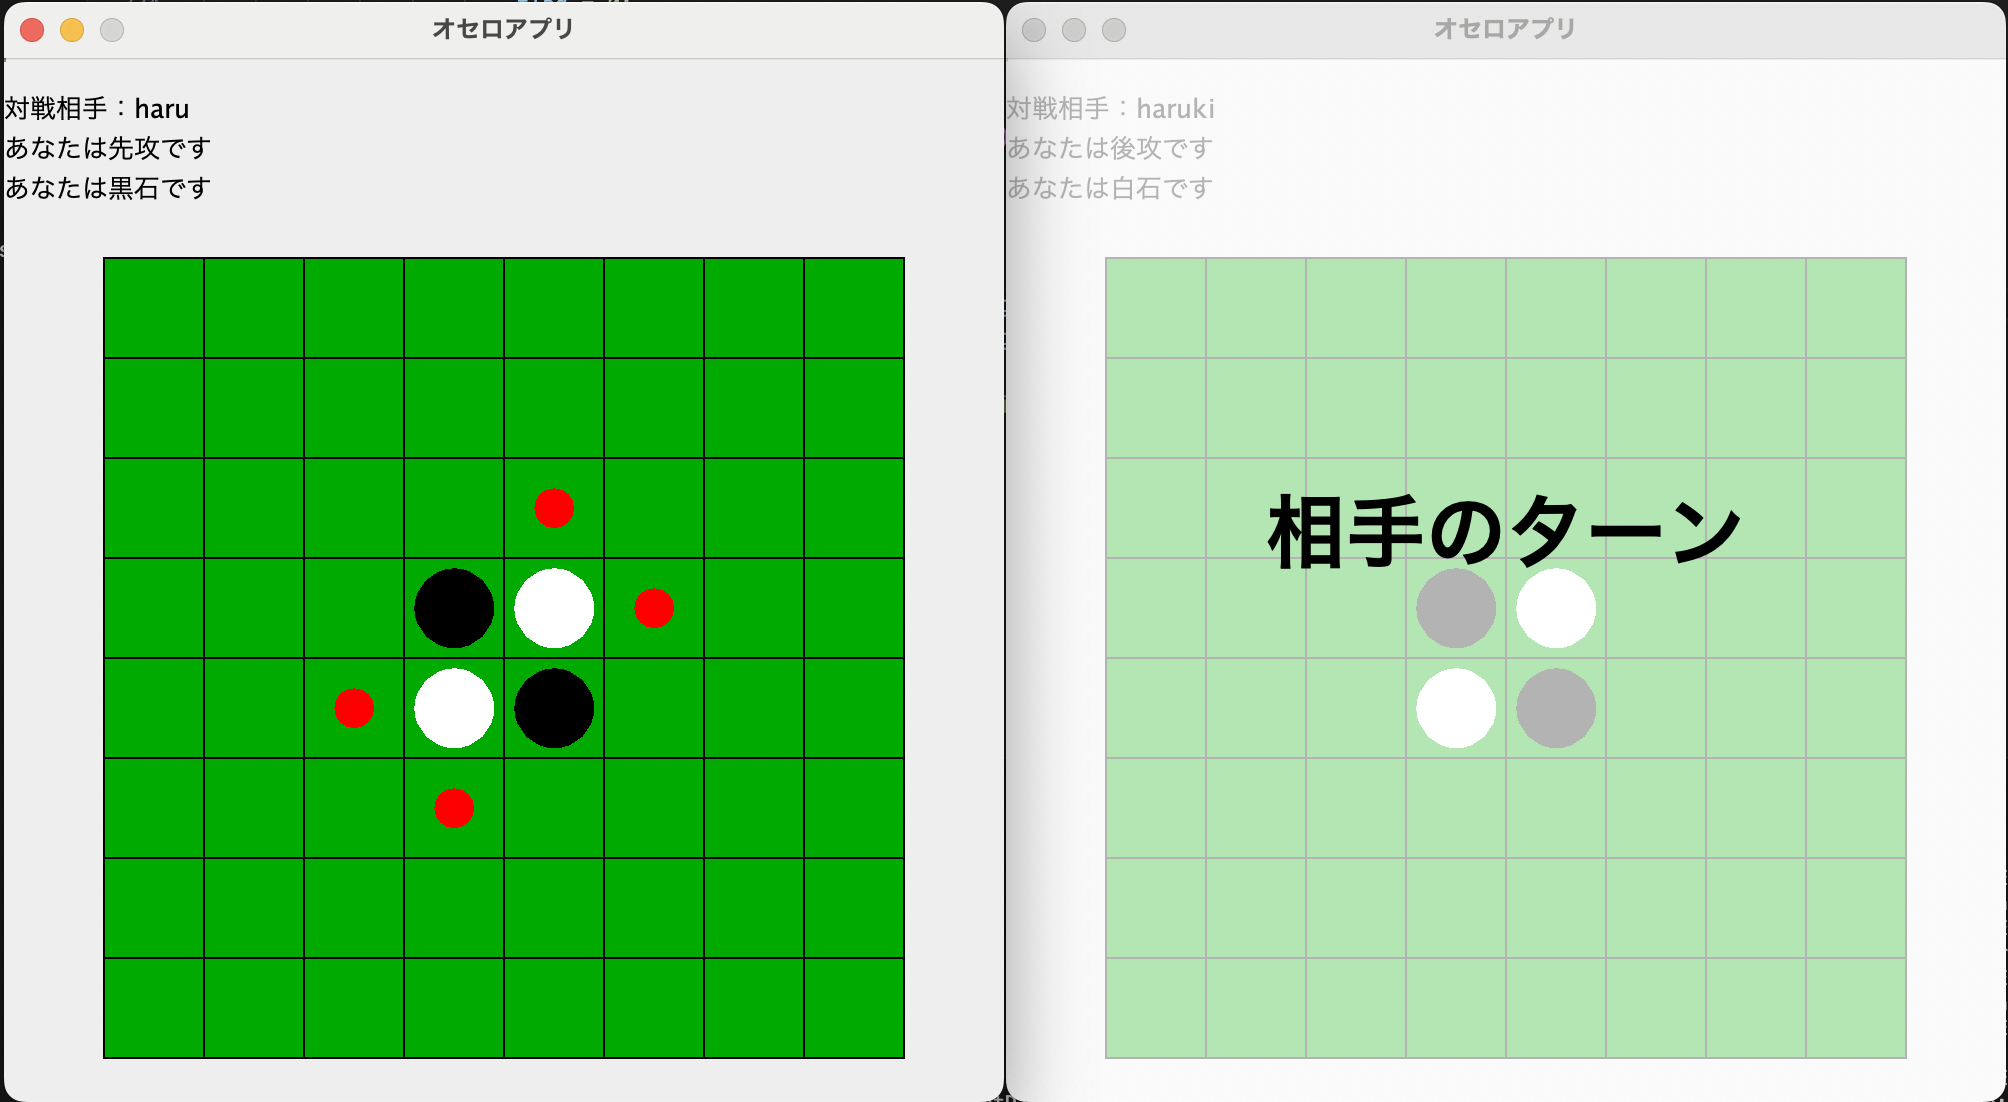 オセロアプリ
対戦相手：haru
あなたは先攻です
あなたは黒石です
オセロアプリ
対戦相手：haruki
あなたは後攻です
あなたは白石です
相手のターン